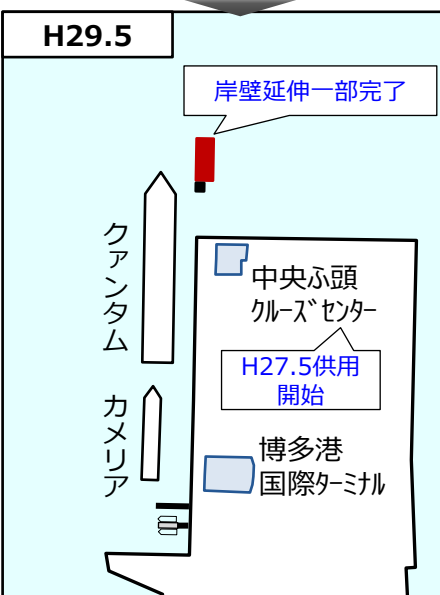 H29.5
岸壁延伸一部完了
クァンタム
中央ふ頭
ｸﾙｰｽﾞｾﾝﾀｰ
H27.5供用
開始
カメリア
博多港
国際ﾀｰﾐﾅﾙ